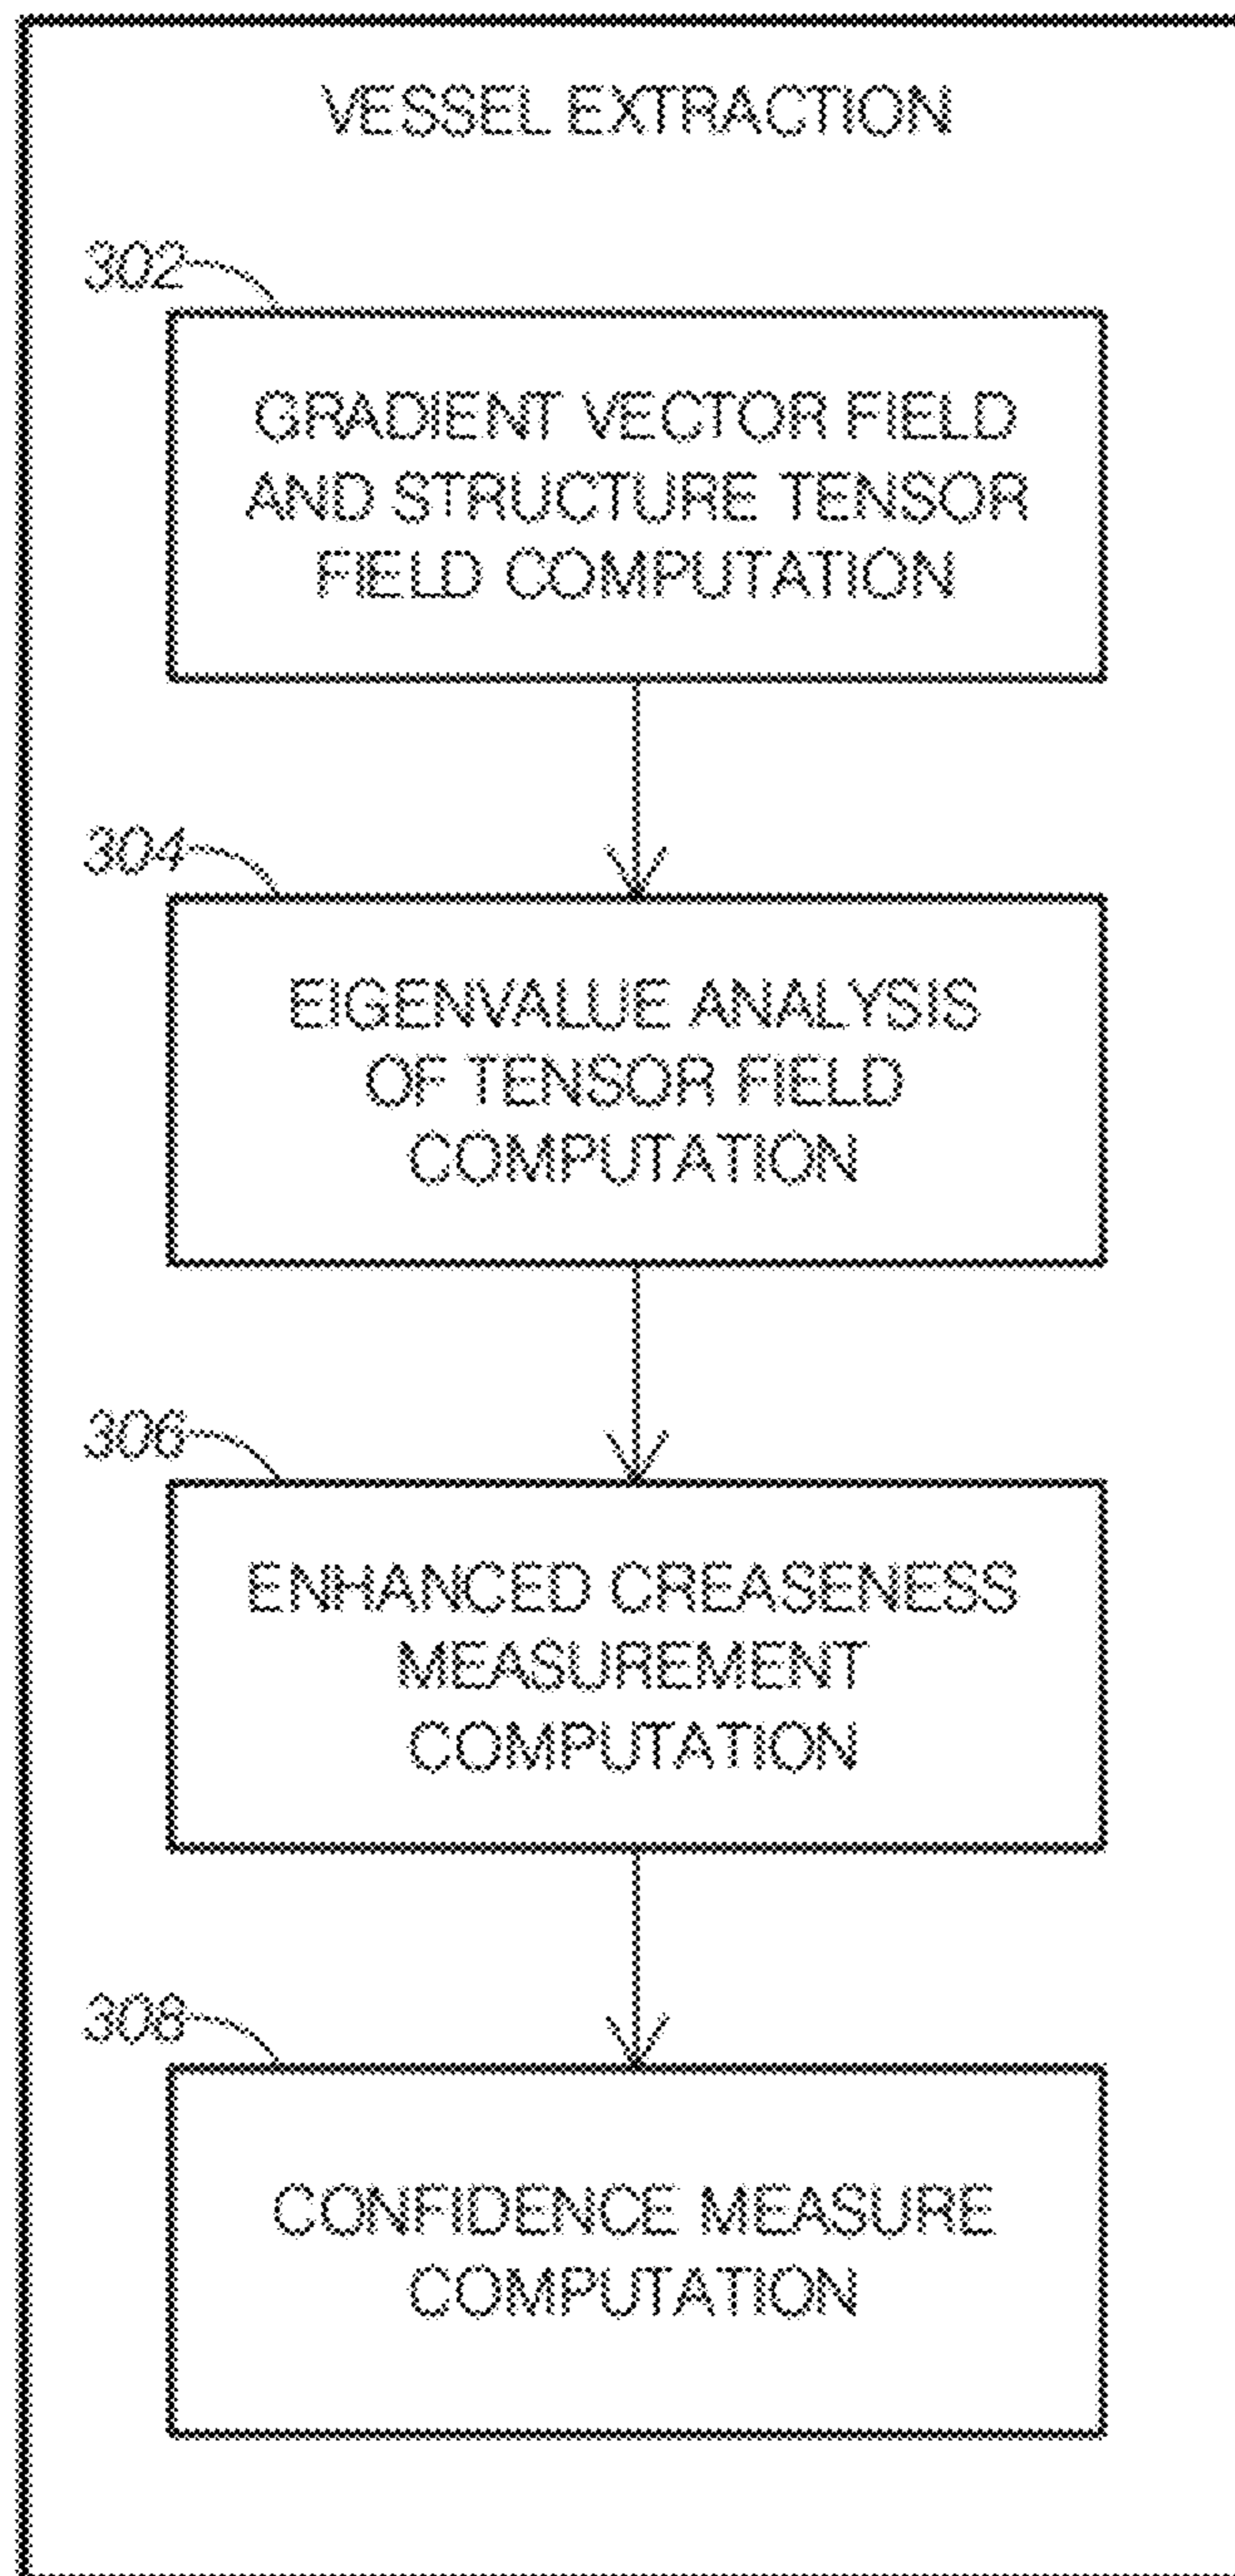 VESSEL EXTRACTION
302
GRADIENT VECTOR FIELD
AND STRUCTURE TENSOR
FIELD COMPUTATION
304
EIGENVALUE ANALYSIS
OF TENSOR FIELD
COMPUTATION
306
ENHANCED CREASENESS
MEASUREMENT
COMPUTATION
308
CONFIDENCE MEASURE
COMPUTATION